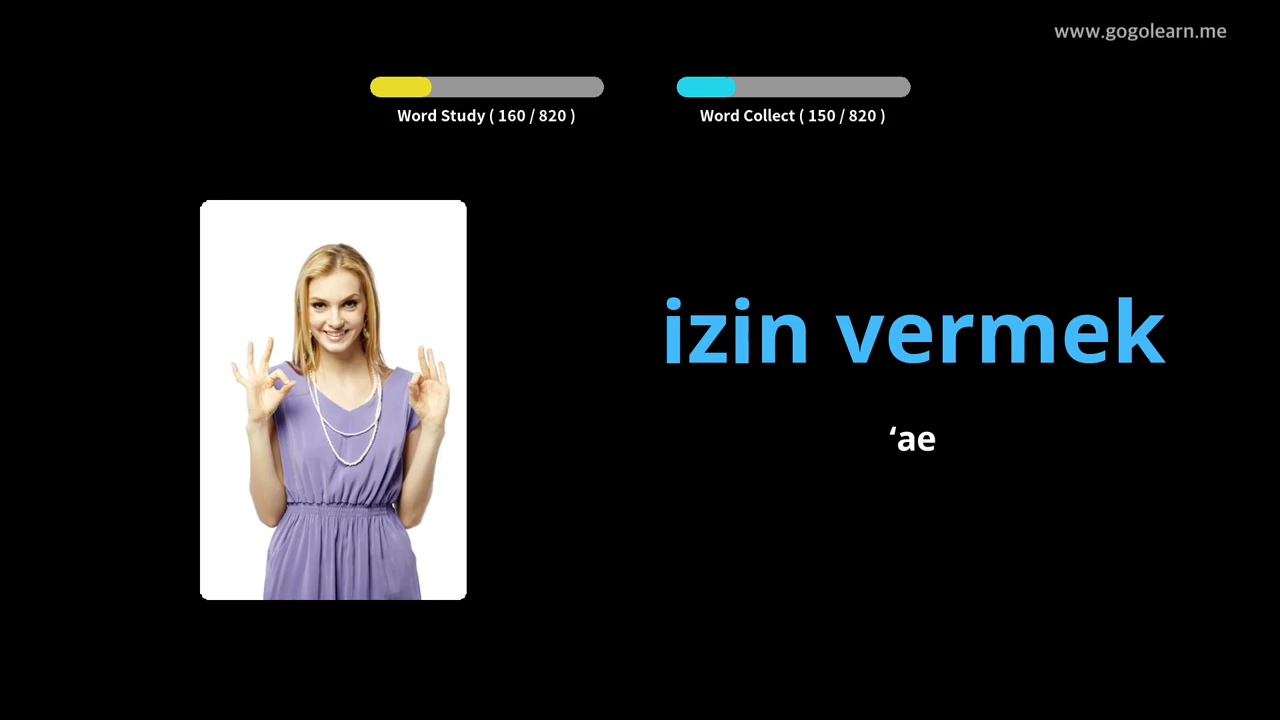 www.gogolearn.me
Word Study ( 160 / 820 )
Word Collect ( 150 / 820 )
izin vermek
‘ae